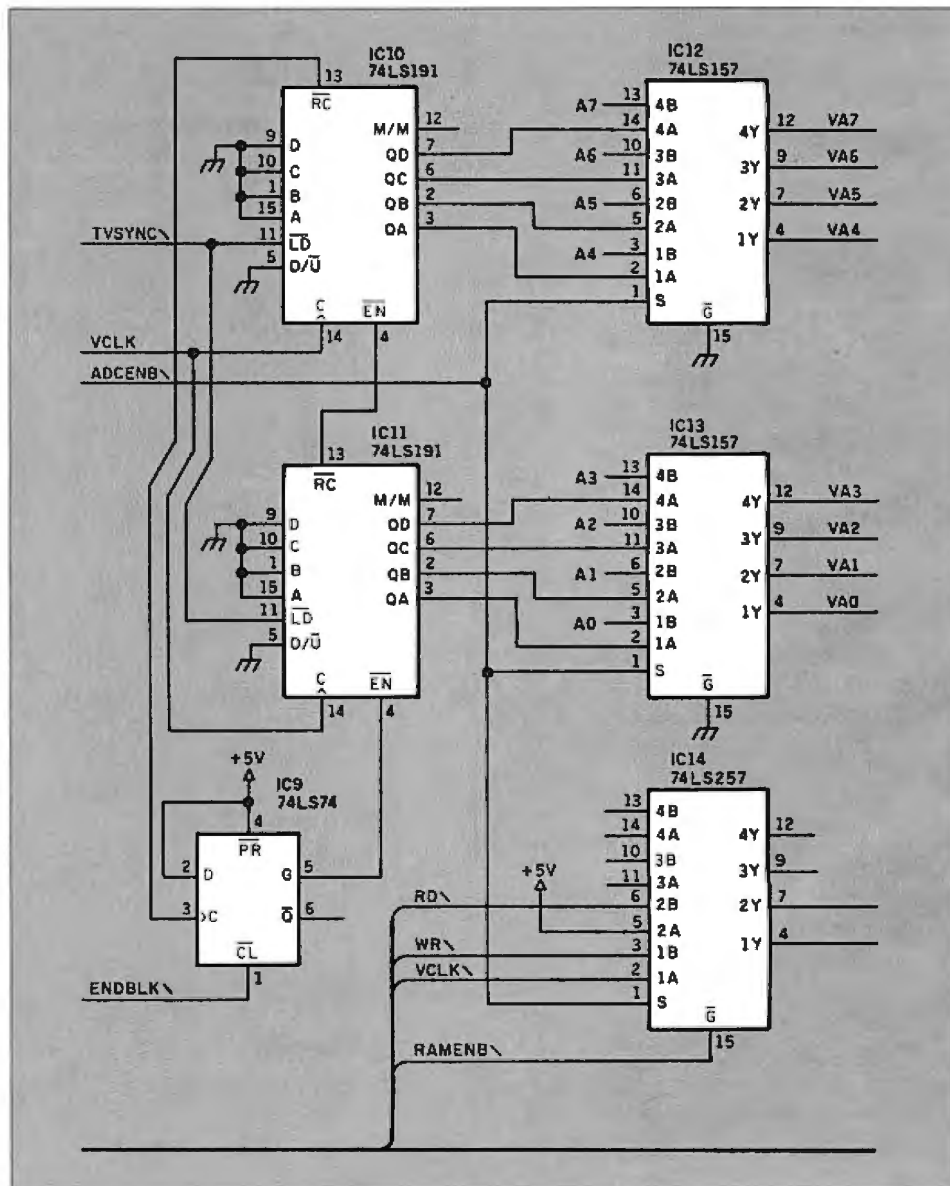 IC10
74LS191
13
RC
9 D
10 C
1 B
15 A
11 LD
5 D/U
C
14
EN
4
M/M 12
QD 7
QC 6
QB 2
QA 3
TVSYNC\
VCLK
ADCENB\
IC12
74LS157
A7 13 4B
14 4A
A6 10 3B
11 3A
A5 6 2B
5 2A
A4 3 1B
2 1A
1 S
G
15
4Y 12 VA7
3Y 9 VA6
2Y 7 VA5
1Y 4 VA4
IC11
74LS191
13
RC
9 D
10 C
1 B
15 A
11 LD
5 D/U
C
14
EN
4
M/M 12
QD 7
QC 6
QB 2
QA 3
IC13
74LS157
A3 13 4B
14 4A
A2 10 3B
11 3A
A1 6 2B
5 2A
A0 3 1B
2 1A
1 S
G
15
4Y 12 VA3
3Y 9 VA2
2Y 7 VA1
1Y 4 VA0
+5V
IC9
74LS74
4
PR
2 D
3 C
G 5
Q 6
CL
1
ENDBLK\
IC14
74LS257
13 4B
14 4A
10 3B
11 3A
+5V
RD\ 6 2B
5 2A
WR\ 3 1B
VCLK\ 2 1A
1 S
G
15
RAMENB\
4Y 12
3Y 9
2Y 7
1Y 4